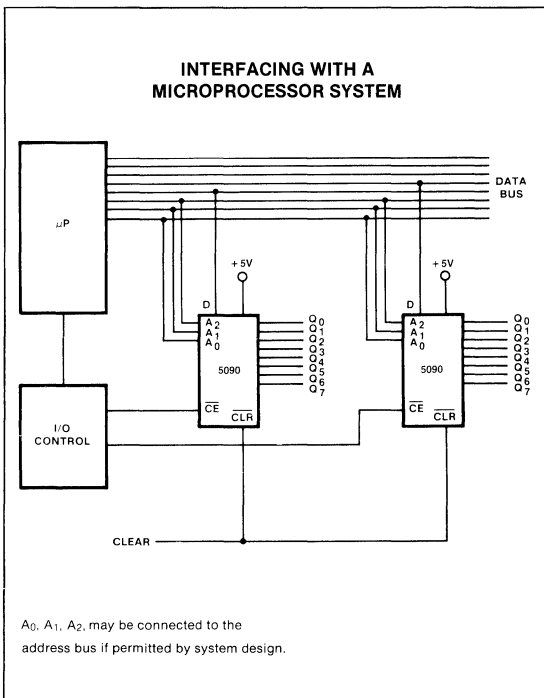 INTERFACING WITH A
MICROPROCESSOR SYSTEM
μP
DATA
BUS
+5V
+5V
D
D
A2
A1
A0
5090
CE
CLR
Q0
Q1
Q2
Q3
Q4
Q5
Q6
Q7
A2
A1
A0
5090
CE
CLR
Q0
Q1
Q2
Q3
Q4
Q5
Q6
Q7
I/O
CONTROL
CLEAR
A0, A1, A2, may be connected to the
address bus if permitted by system design.